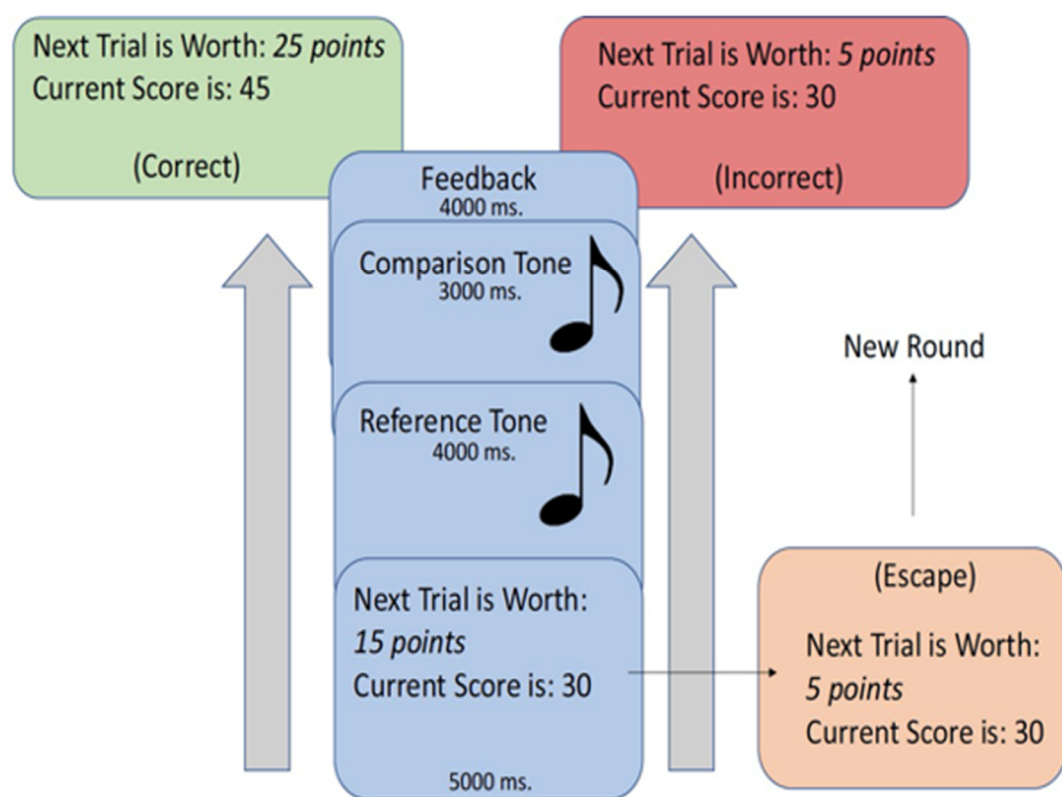 Next Trial is Worth: 25 points
Current Score is: 45
(Correct)
Next Trial is Worth: 5 points
Current Score is: 30
(Incorrect)
Feedback
4000 ms.
Comparison Tone
3000 ms.
Reference Tone
4000 ms.
Next Trial is Worth:
15 points
Current Score is: 30
5000 ms.
New Round
(Escape)
Next Trial is Worth:
5 points
Current Score is: 30